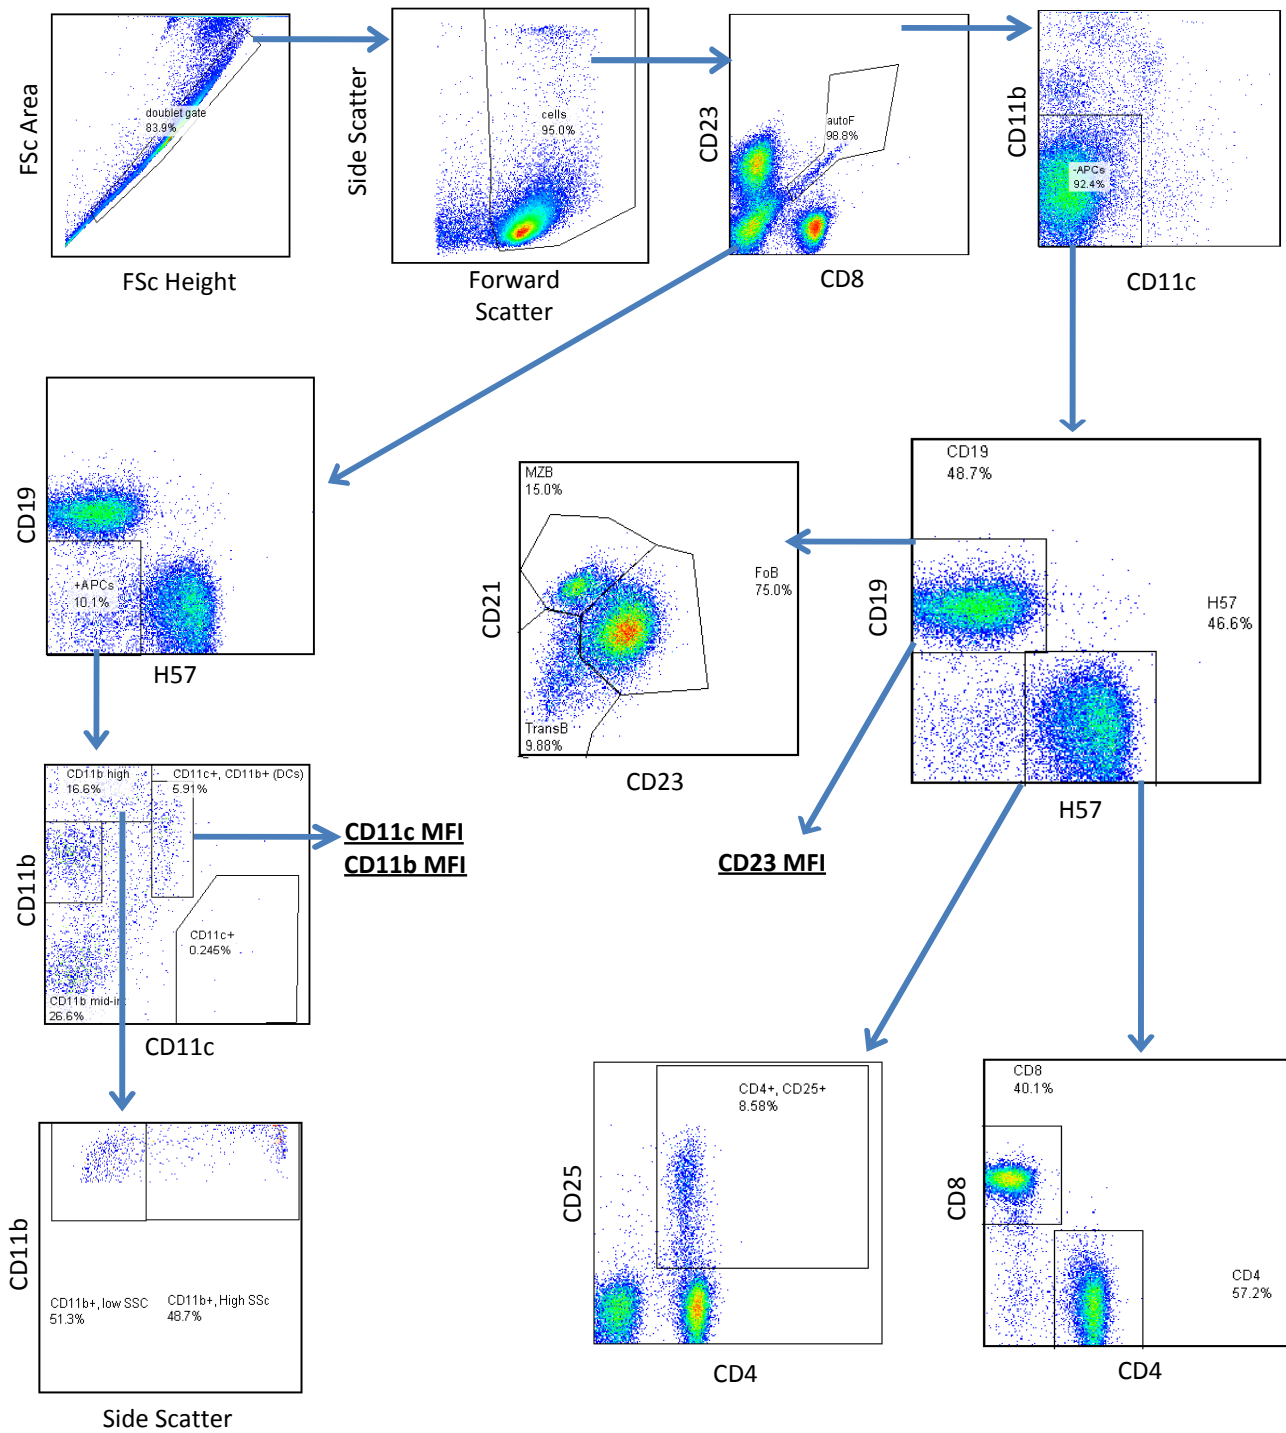 FSc Area
doublet gate
83.9%
FSc Height
Side Scatter
cells
95.0%
Forward
Scatter
CD23
autoF
98.8%
CD8
CD11b
-APCs
92.4%
CD11c
CD19
+APCs
10.1%
H57
CD21
MZB
15.0%
FoB
75.0%
TransB
9.88%
CD23
CD19
CD19
48.7%
H57
46.6%
H57
CD11b
CD11b high
16.6%
CD11c+, CD11b+ (DCs)
5.91%
CD11c+
0.245%
CD11b mid-int
26.6%
CD11c
CD11c MFI
CD11b MFI
CD23 MFI
CD11b
CD11b+, low SSC
51.3%
CD11b+, High SSc
48.7%
Side Scatter
CD25
CD4+, CD25+
8.58%
CD4
CD8
CD8
40.1%
CD4
57.2%
CD4